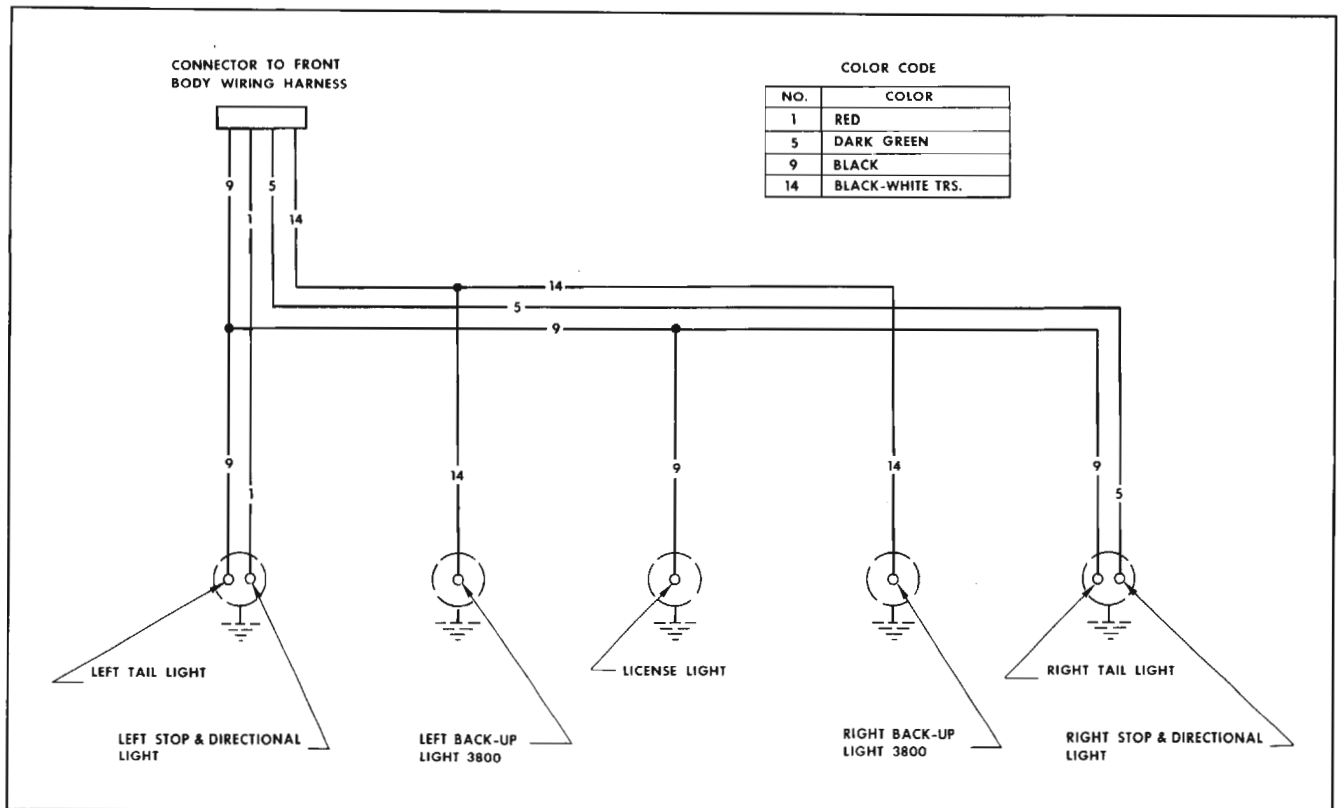 CONNECTOR TO FRONT
BODY WIRING HARNESS
COLOR CODE
NO. COLOR
1 RED
5 DARK GREEN
9 BLACK
14 BLACK-WHITE TRS.
9
5
1
14
14
5
9
9
14
9
14
9
1
5
LEFT TAIL LIGHT
LICENSE LIGHT
RIGHT TAIL LIGHT
LEFT STOP & DIRECTIONAL
LIGHT
LEFT BACK-UP
LIGHT 3800
RIGHT BACK-UP
LIGHT 3800
RIGHT STOP & DIRECTIONAL
LIGHT